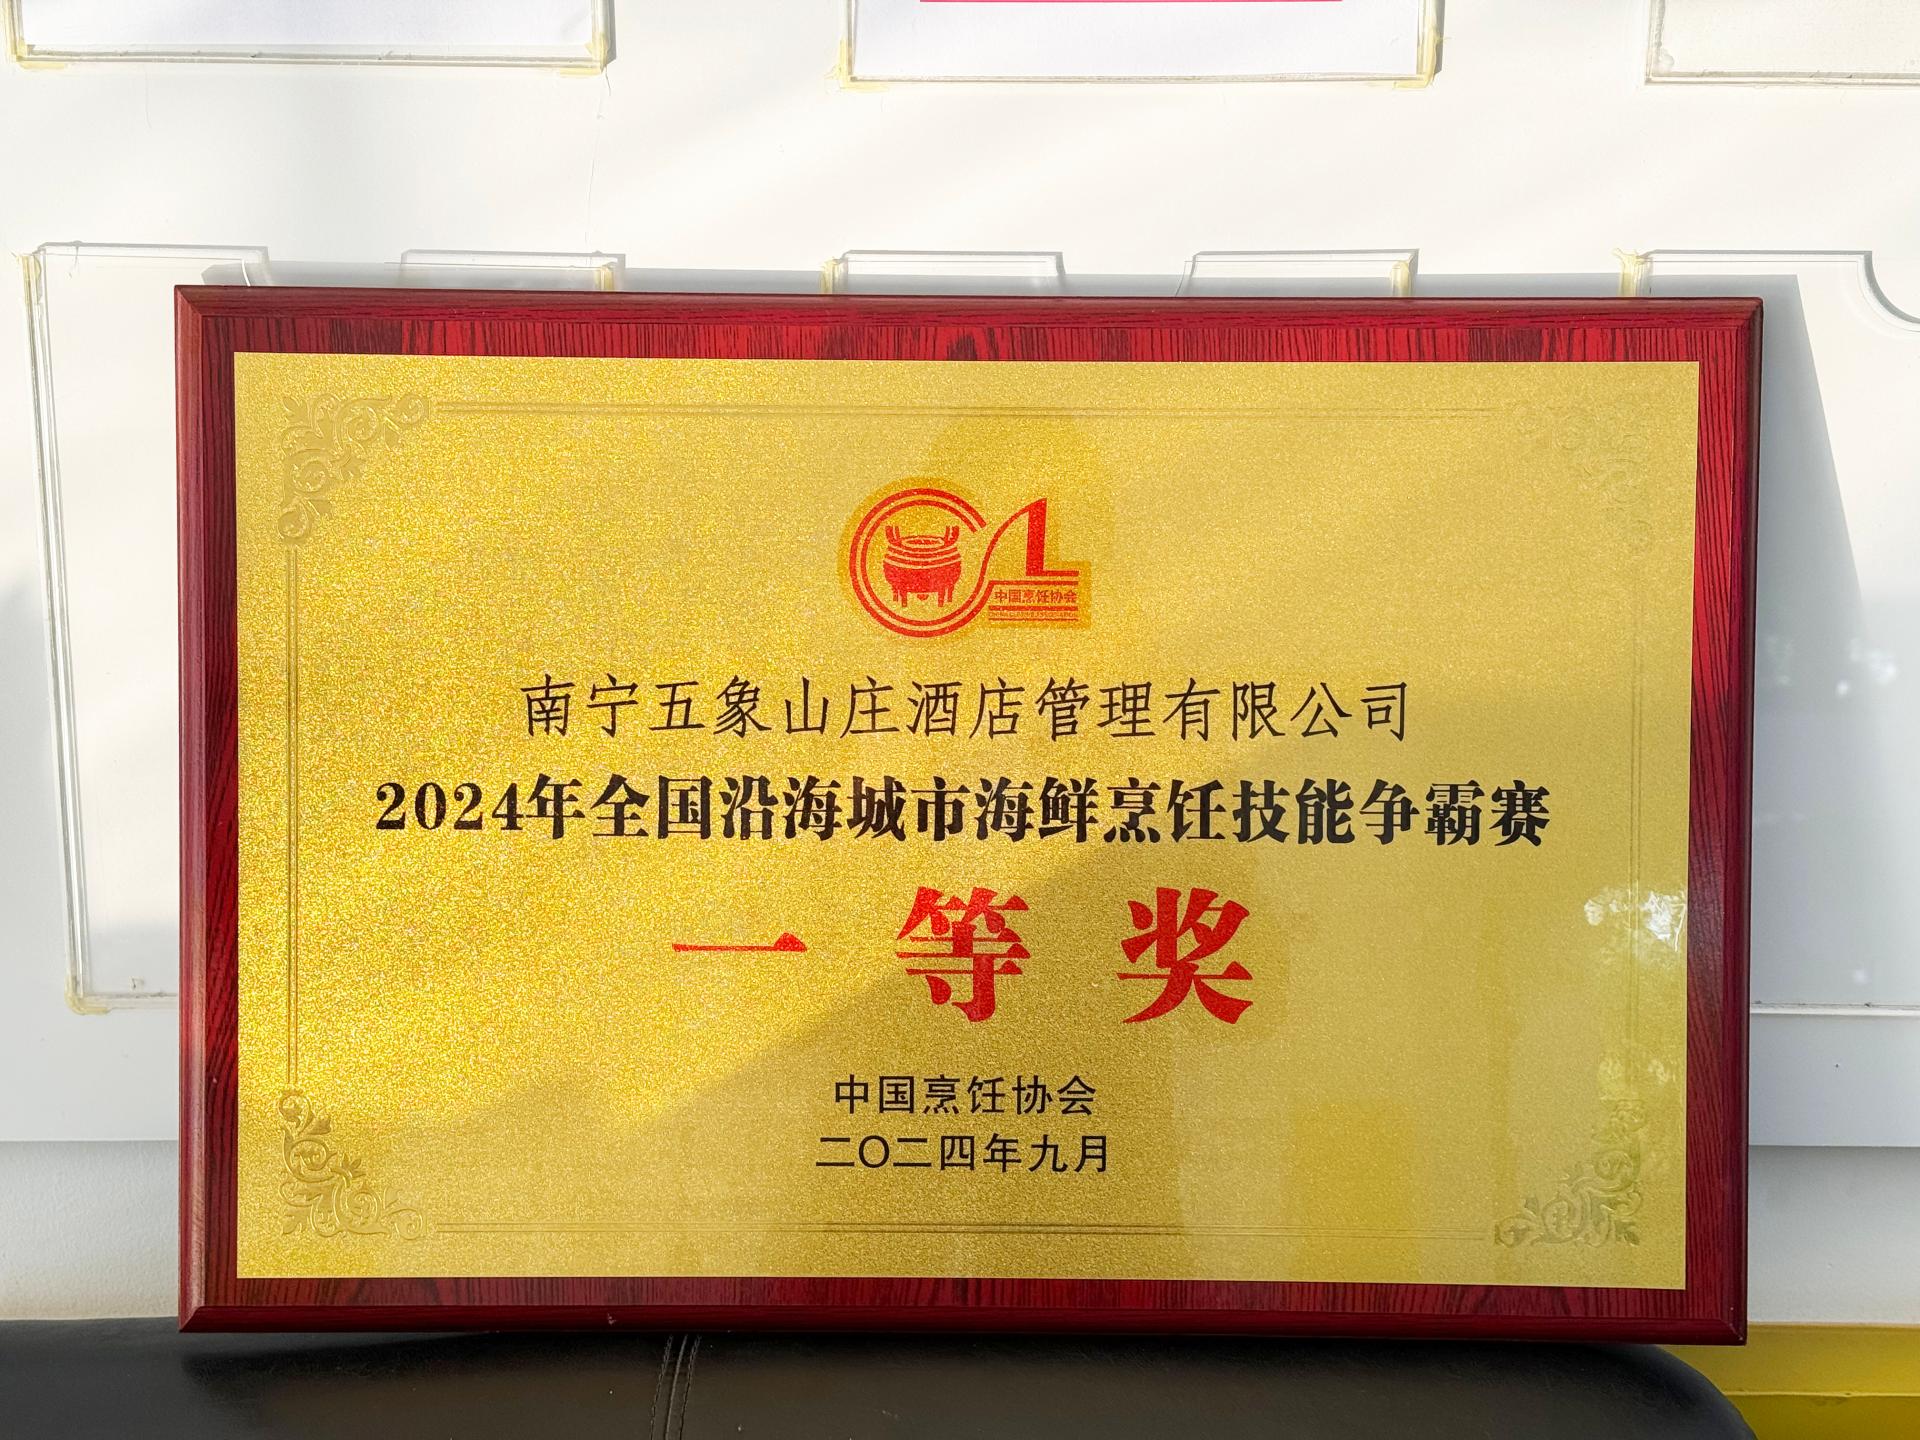 中国烹饪协会
南宁五象山庄酒店管理有限公司
2024年全国沿海城市海鲜烹饪技能争霸赛
一等奖
中国烹饪协会
二〇二四年九月